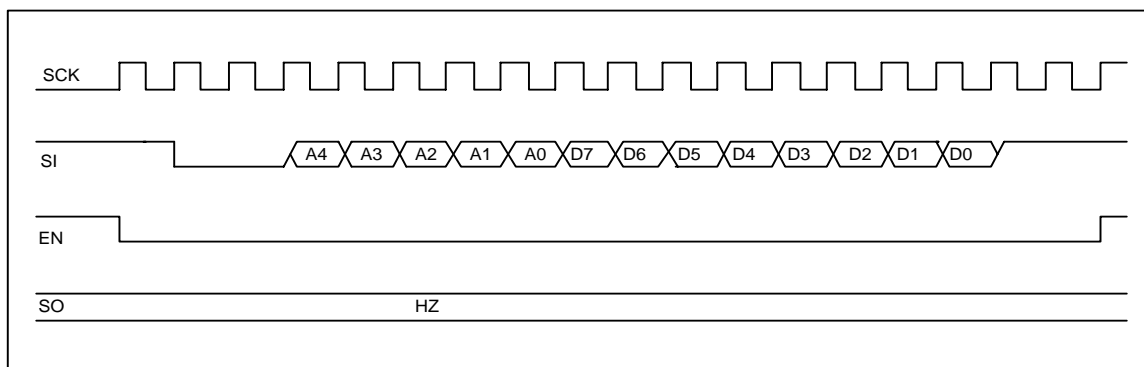 SCK
SI A4 A3 A2 A1 A0 D7 D6 D5 D4 D3 D2 D1 D0
EN
SO HZ